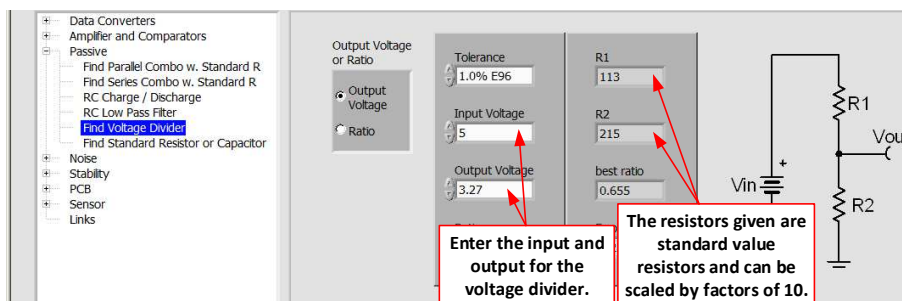 Data Converters
Amplifier and Comparators
Passive
Find Parallel Combo w. Standard R
Find Series Combo w. Standard R
RC Charge / Discharge
RC Low Pass Filter
Find Voltage Divider
Find Standard Resistor or Capacitor
Noise
Stability
PCB
Sensor
Links
Output Voltage
or Ratio
Output
Voltage
Ratio
Tolerance
1.0% E96
Input Voltage
5
Output Voltage
3.27
R1
113
R2
215
best ratio
0.655
Enter the input and
output for the
voltage divider.
The resistors given are
standard value
resistors and can be
scaled by factors of 10.
Vin
+
R1
Vou
R2